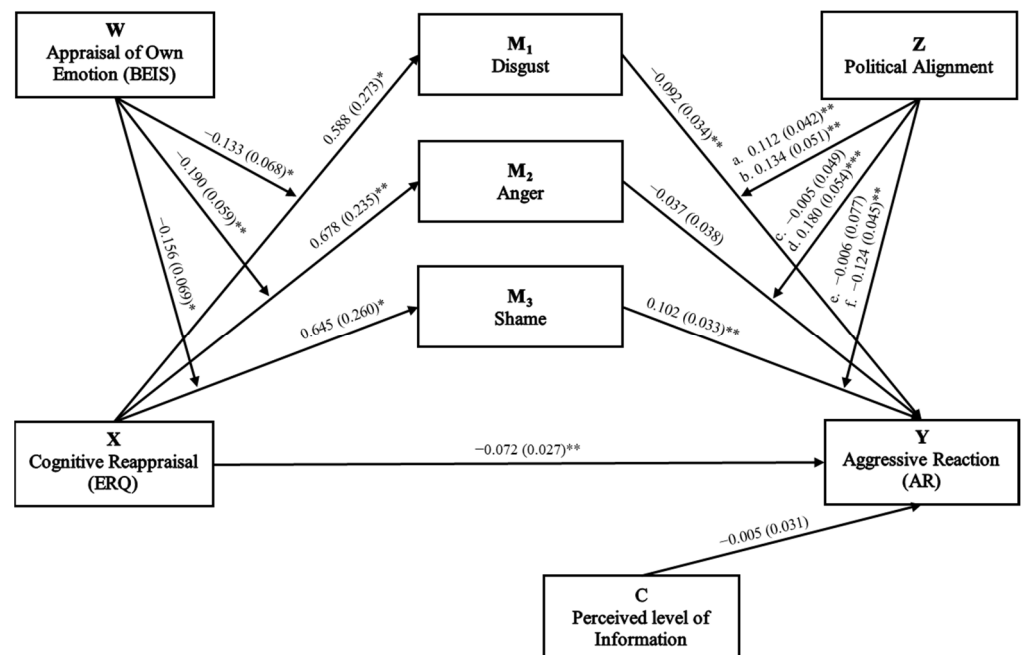 W
Appraisal of Own
Emotion (BEIS)
M₁
Disgust
Z
Political Alignment
−0.133 (0.068)*
−0.190 (0.059)**
−0.156 (0.069)*
0.588 (0.273)*
−0.092 (0.034)**
a. 0.112 (0.042)**
b. 0.134 (0.051)**
c. −0.005 (0.049)
d. 0.180 (0.054)***
e. −0.006 (0.077)
f. −0.124 (0.045)**
M₂
Anger
0.678 (0.235)**
−0.037 (0.038)
M₃
Shame
0.645 (0.260)*
0.102 (0.033)**
X
Cognitive Reappraisal
(ERQ)
−0.072 (0.027)**
Y
Aggressive Reaction
(AR)
−0.005 (0.031)
C
Perceived level of
Information